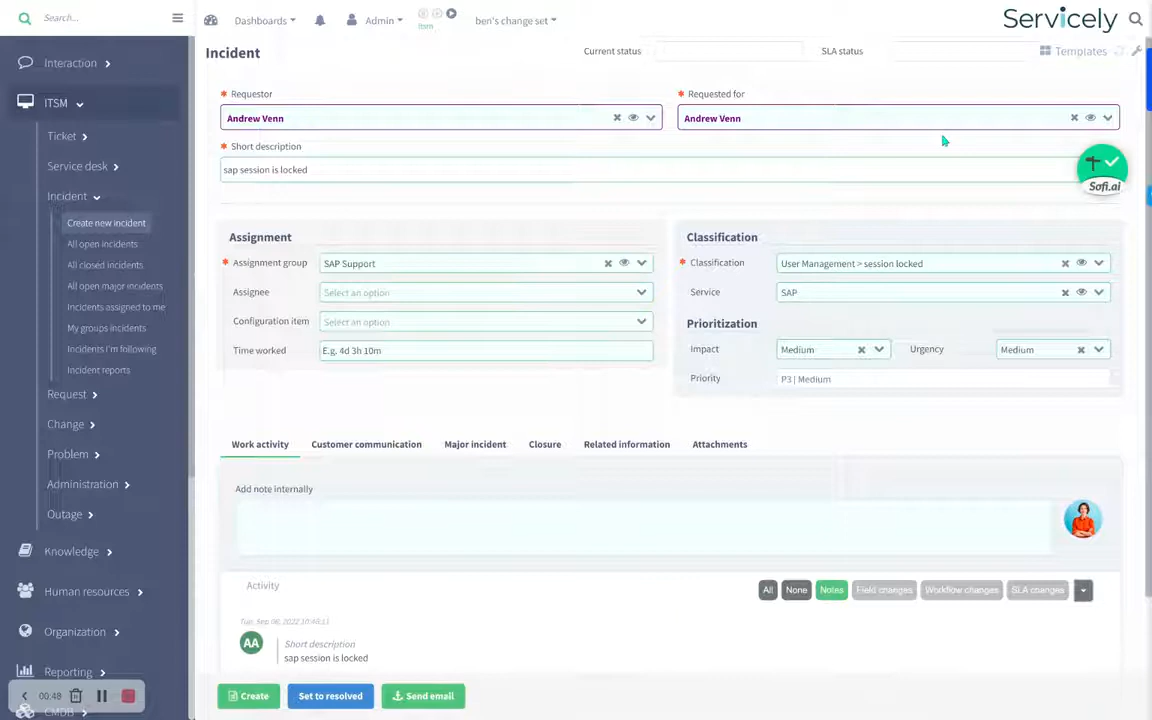 Search...
Dashboards
Admin
itsm
ben's change set
Servicely
Interaction
ITSM
Ticket
Service desk
Incident
Create new incident
All open incidents
All closed incidents
All open major incidents
Incidents assigned to me
My groups incidents
Incidents I'm following
Incident reports
Request
Change
Problem
Administration
Outage
Knowledge
Human resources
Organization
Reporting
CMDB
00:48
Incident
Current status
SLA status
Templates
* Requestor
Andrew Venn
* Requested for
Andrew Venn
* Short description
sap session is locked
Sofi.ai
Assignment
* Assignment group
SAP Support
Assignee
Select an option
Configuration item
Select an option
Time worked
E.g. 4d 3h 10m
Classification
* Classification
User Management > session locked
Service
SAP
Prioritization
Impact
Medium
Urgency
Medium
Priority
P3 | Medium
Work activity
Customer communication
Major incident
Closure
Related information
Attachments
Add note internally
Activity
All
None
Notes
Field changes
Workflow changes
SLA changes
Tue, Sep 06, 2022 10:46:11
AA
Short description
sap session is locked
Create
Set to resolved
Send email